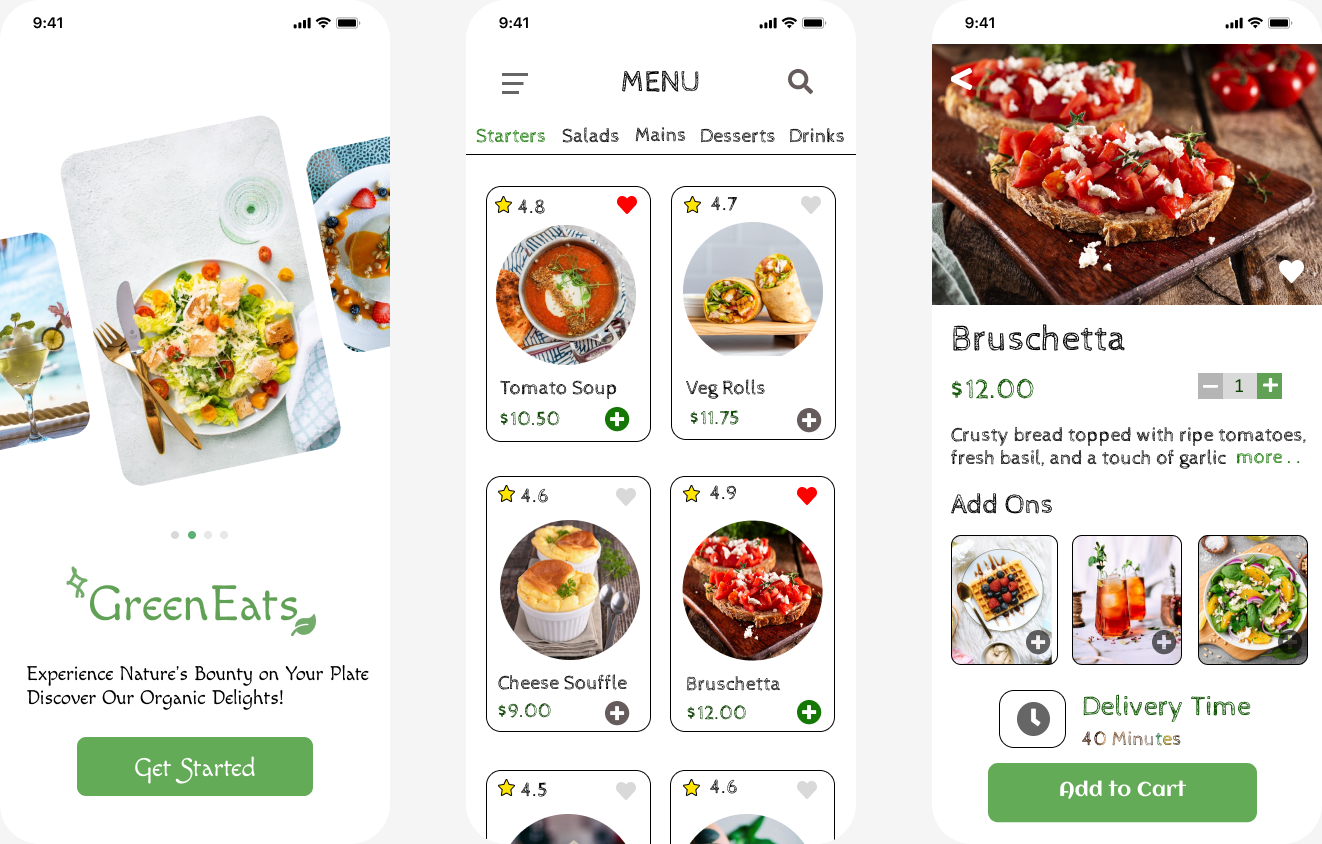 9:41
GreenEats
Experience Nature's Bounty on Your Plate
Discover Our Organic Delights!
Get Started
9:41
MENU
Starters Salads Mains Desserts Drinks
4.8
Tomato Soup
$10.50
4.7
Veg Rolls
$11.75
4.6
Cheese Souffle
$9.00
4.9
Bruschetta
$12.00
4.5
4.6
9:41
<
Bruschetta
$12.00
− 1 +
Crusty bread topped with ripe tomatoes,
fresh basil, and a touch of garlic more . .
Add Ons
Delivery Time
40 Minutes
Add to Cart